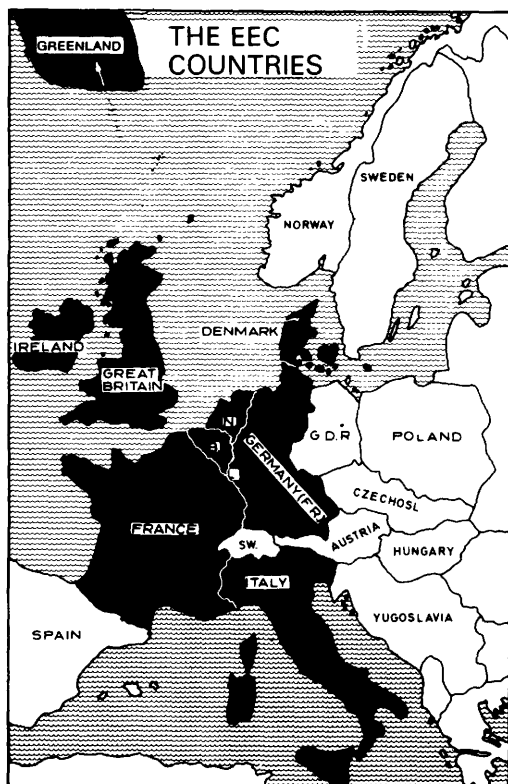 GREENLAND
THE EEC
COUNTRIES
SWEDEN
NORWAY
DENMARK
IRELAND
GREAT
BRITAIN
N
B
G.D.R
POLAND
GERMANY(FR)
CZECHOSL
FRANCE
SW.
AUSTRIA
HUNGARY
ITALY
YUGOSLAVIA
SPAIN